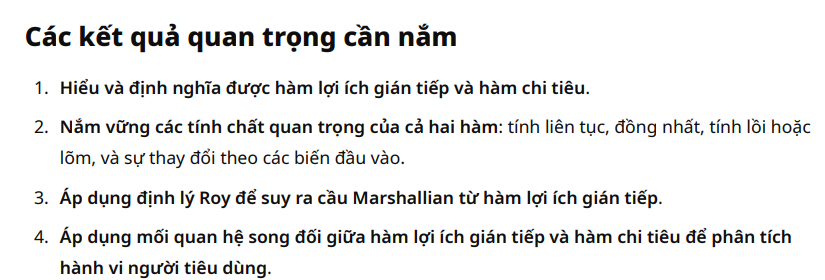 Các kết quả quan trọng cần nắm
1. Hiểu và định nghĩa được hàm lợi ích gián tiếp và hàm chi tiêu.
2. Nắm vững các tính chất quan trọng của cả hai hàm: tính liên tục, đồng nhất, tính lồi hoặc
lõm, và sự thay đổi theo các biến đầu vào.
3. Áp dụng định lý Roy để suy ra cầu Marshallian từ hàm lợi ích gián tiếp.
4. Áp dụng mối quan hệ song đối giữa hàm lợi ích gián tiếp và hàm chi tiêu để phân tích
hành vi người tiêu dùng.